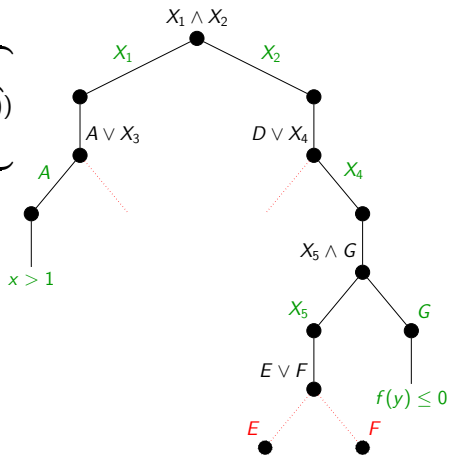 X₁ ∧ X₂
X₁
X₂
)
A ∨ X₃
D ∨ X₄
A
X₄
x > 1
X₅ ∧ G
X₅
G
E ∨ F
f(y) ≤ 0
E
F